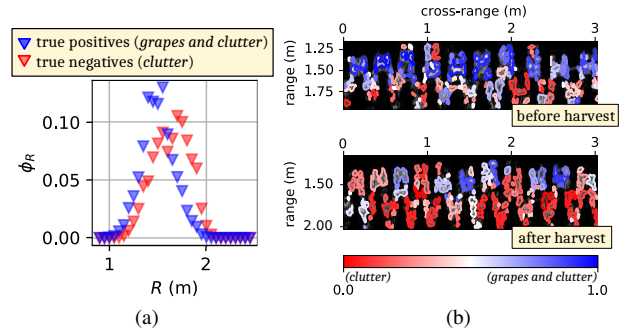 true positives (grapes and clutter)
true negatives (clutter)
0.10
0.05
0.00
ϕR
1
2
R (m)
(a)
cross-range (m)
0 1 2 3
range (m)
1.25
1.50
1.75
before harvest
0 1 2 3
range (m)
1.50
2.00
after harvest
(clutter) (grapes and clutter)
0.0 1.0
(b)